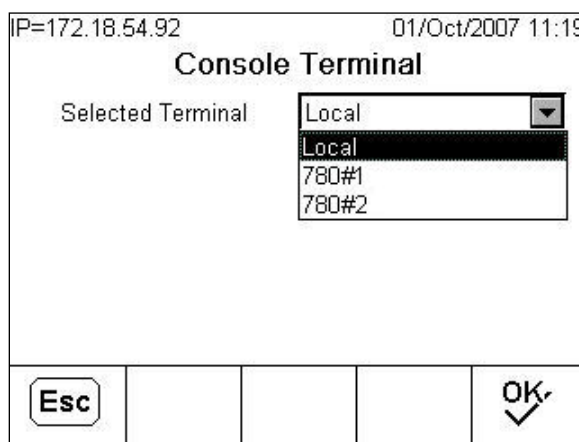 IP=172.18.54.92 01/Oct/2007 11:19
Console Terminal
Selected Terminal Local
Local
780#1
780#2
Esc OK